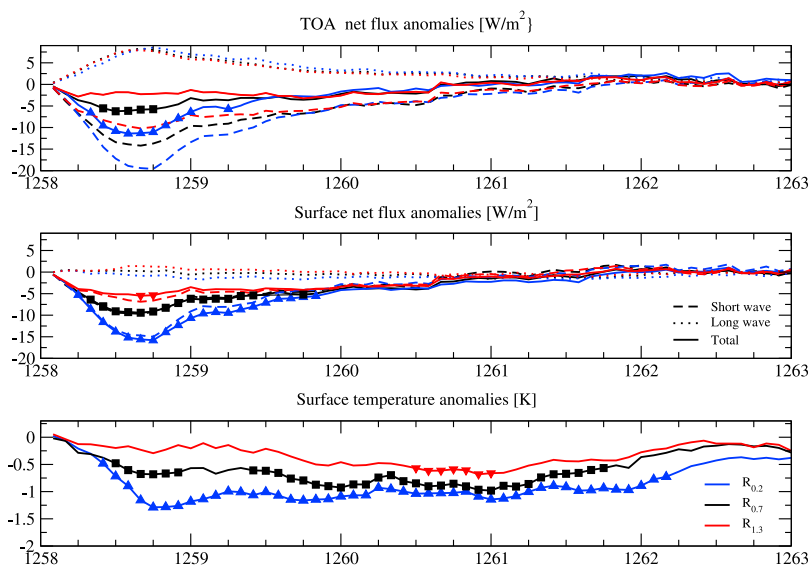 TOA net flux anomalies [W/m²}
5
0
-5
-10
-15
-20
1258 1259 1260 1261 1262 1263
Surface net flux anomalies [W/m²]
5
0
-5
-10
-15
-20
Short wave
Long wave
Total
1258 1259 1260 1261 1262 1263
Surface temperature anomalies [K]
0
-0.5
-1
-1.5
-2
R0.2
R0.7
R1.3
1258 1259 1260 1261 1262 1263